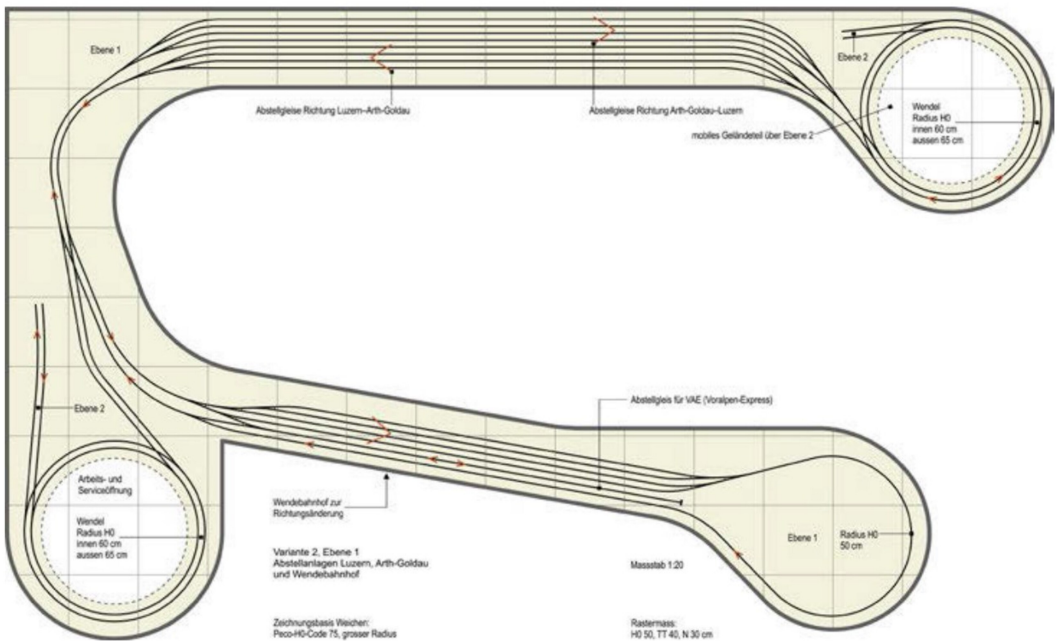 Ebene 1
Ebene 2
Abstellgleise Richtung Luzern–Arth-Goldau
Abstellgleise Richtung Arth-Goldau–Luzern
mobiles Geländeteil über Ebene 2
Wendel
Radius H0
innen 60 cm
aussen 65 cm
Ebene 2
Abstellgleis für VAE (Voralpen-Express)
Arbeits- und
Serviceöffnung
Wendel
Radius H0
innen 60 cm
aussen 65 cm
Wendebahnhof zur
Richtungsänderung
Ebene 1
Radius H0
50 cm
Variante 2, Ebene 1
Abstellanlagen Luzern, Arth-Goldau
und Wendebahnhof
Massstab 1:20
Zeichnungsbasis Weichen:
Peco-H0-Code 75, grosser Radius
Rastermass:
H0 50, TT 40, N 30 cm